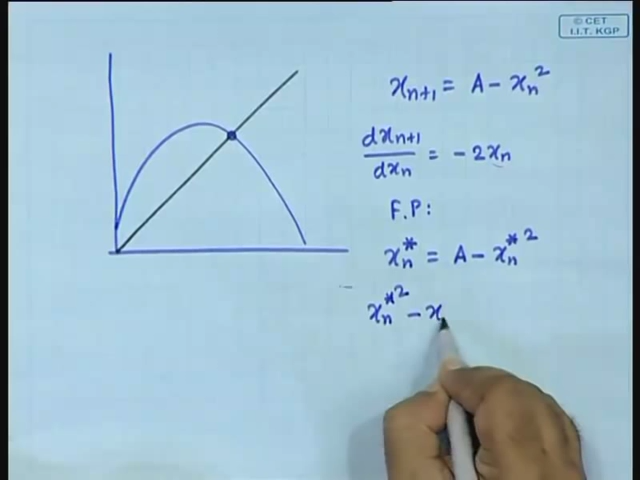 © CET
I.I.T. KGP
xₙ₊₁ = A - xₙ²
dxₙ₊₁/dxₙ = -2xₙ
F.P:
xₙ* = A - xₙ*²
xₙ*² - x